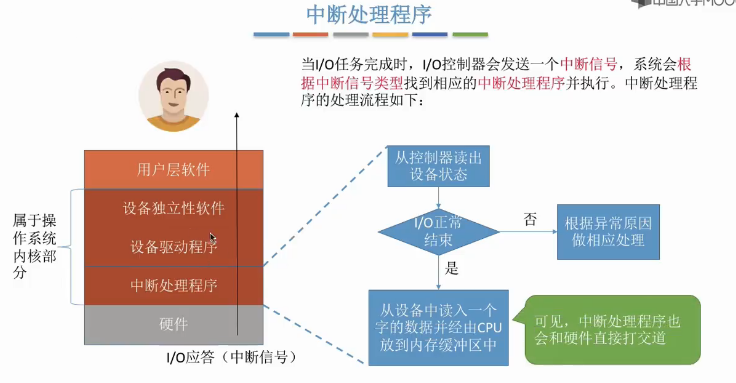 中断处理程序
当I/O任务完成时，I/O控制器会发送一个中断信号，系统会根
据中断信号类型找到相应的中断处理程序并执行。中断处理程
序的处理流程如下：
用户层软件
设备独立性软件
设备驱动程序
中断处理程序
硬件
属于操
作系统
内核部
分
I/O应答（中断信号）
从控制器读出
设备状态
I/O正常
结束
否
根据异常原因
做相应处理
是
从设备中读入一个
字的数据并经由CPU
放到内存缓冲区中
可见，中断处理程序也
会和硬件直接打交道